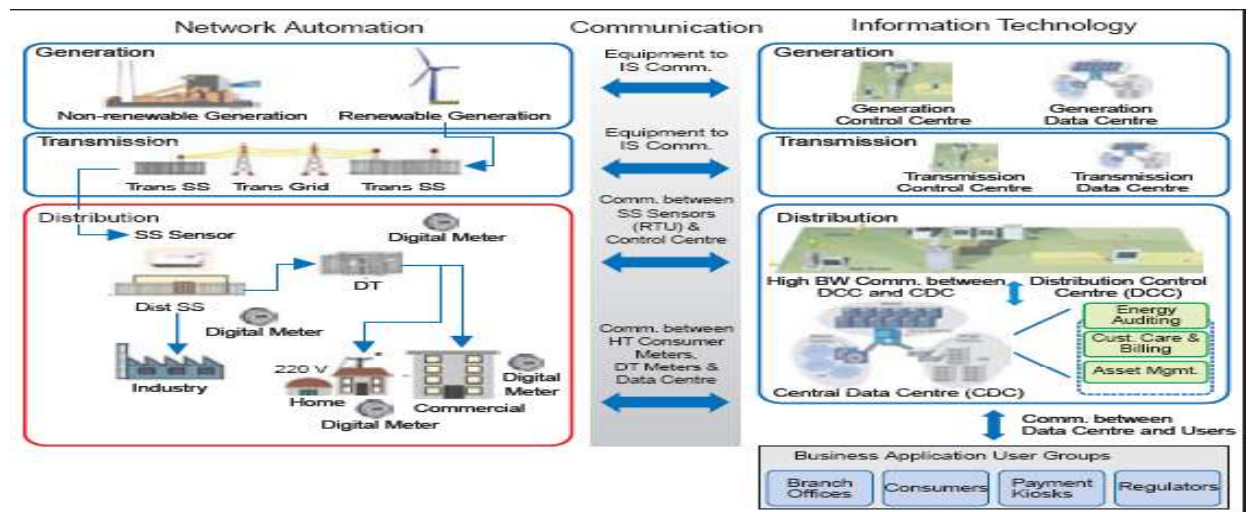 Network Automation
Communication
Information Technology
Generation
Non-renewable Generation
Renewable Generation
Transmission
Trans SS
Trans Grid
Trans SS
Distribution
SS Sensor
Digital Meter
DT
Dist SS
Digital Meter
Industry
220 V
Home
Digital Meter
Commercial
Digital
Meter
Equipment to
IS Comm.
Equipment to
IS Comm.
Comm. between
SS Sensors
(RTU) &
Control Centre
Comm. between
HT Consumer
Meters,
DT Meters &
Data Centre
Generation
Generation
Control Centre
Generation
Data Centre
Transmission
Transmission
Control Centre
Transmission
Data Centre
Distribution
High BW Comm. between
DCC and CDC
Distribution Control
Centre (DCC)
Energy
Auditing
Cust. Care &
Billing
Asset Mgmt.
Central Data Centre (CDC)
Comm. between
Data Centre and Users
Business Application User Groups
Branch
Offices
Consumers
Payment
Kiosks
Regulators